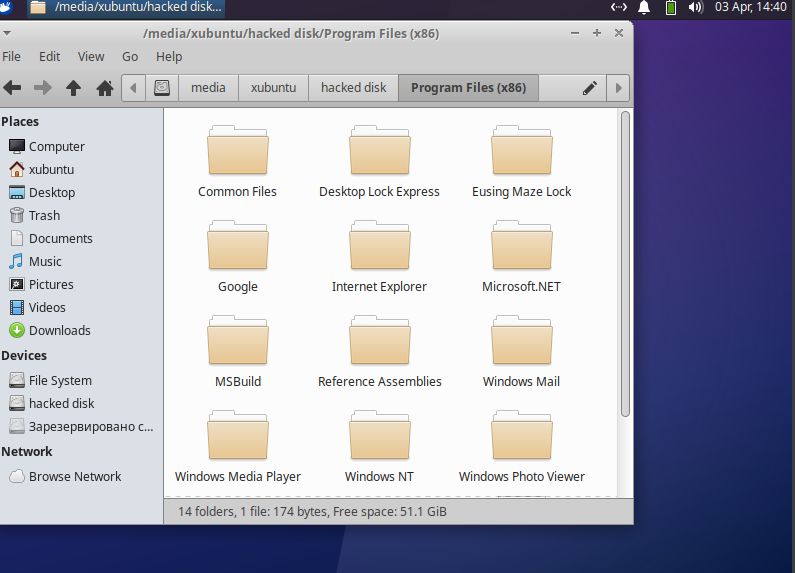 /media/xubuntu/hacked disk...
03 Apr, 14:40
/media/xubuntu/hacked disk/Program Files (x86)
File Edit View Go Help
media xubuntu hacked disk Program Files (x86)
Places
Computer
xubuntu
Desktop
Trash
Documents
Music
Pictures
Videos
Downloads
Devices
File System
hacked disk
Зарезервировано с...
Network
Browse Network
Common Files Desktop Lock Express Eusing Maze Lock
Google Internet Explorer Microsoft.NET
MSBuild Reference Assemblies Windows Mail
Windows Media Player Windows NT Windows Photo Viewer
14 folders, 1 file: 174 bytes, Free space: 51.1 GiB